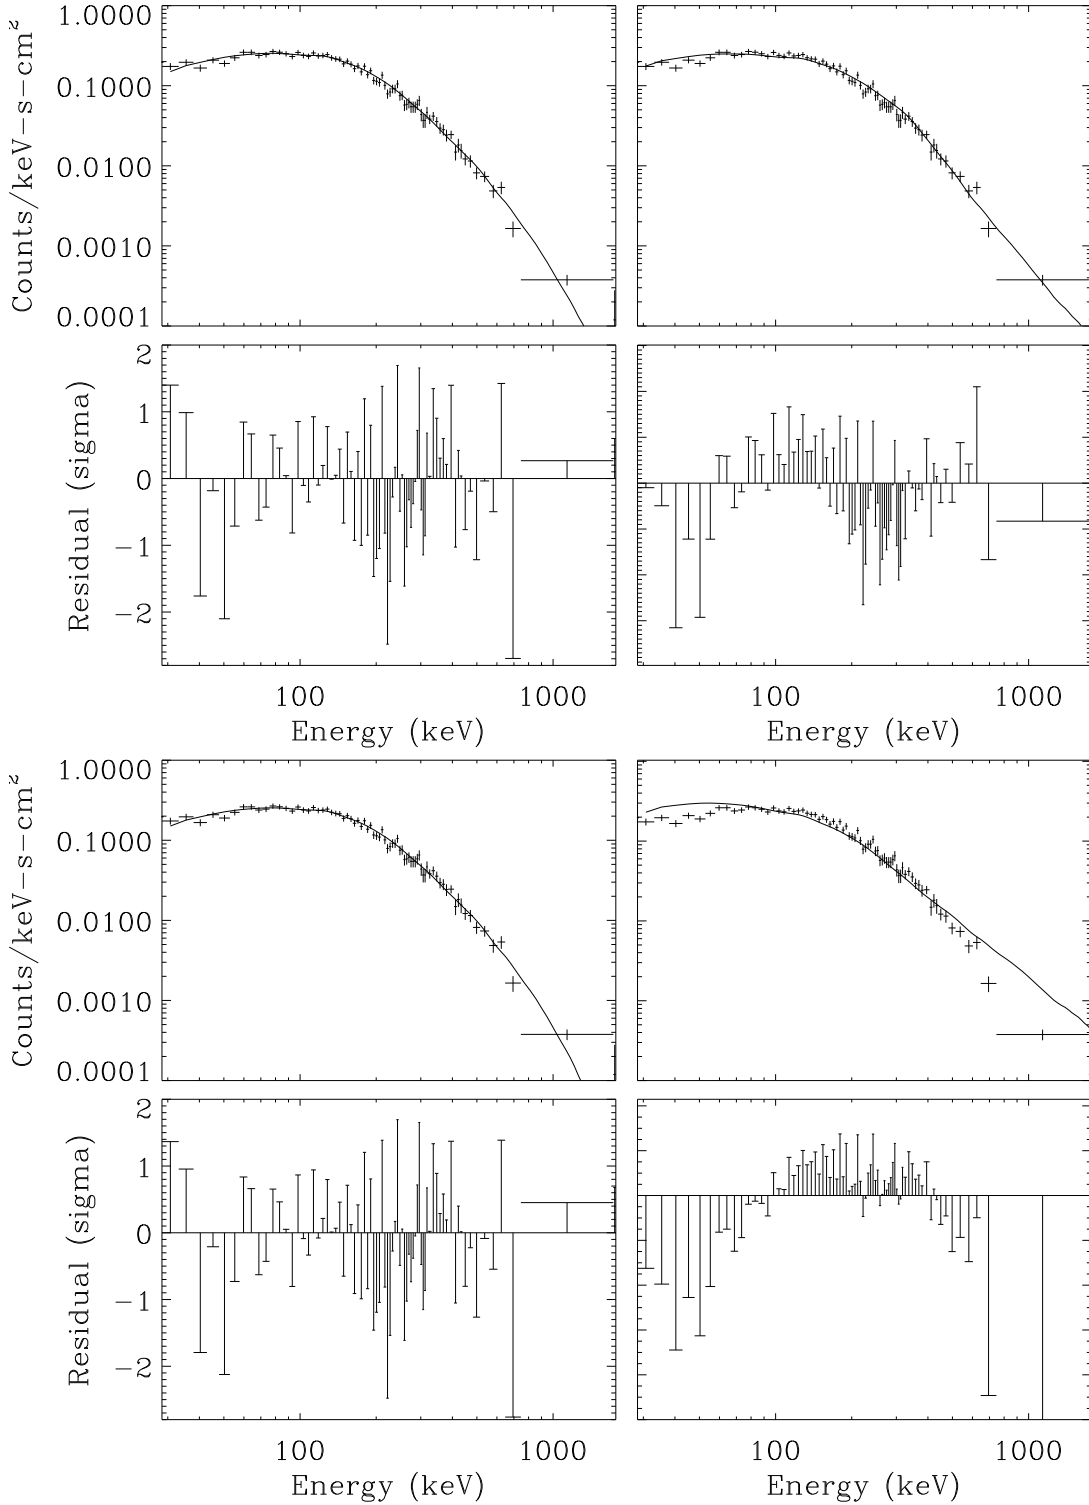 1.0000
0.1000
0.0100
0.0010
0.0001
Counts/keV-s-cm²
2
1
0
-1
-2
Residual (sigma)
100 1000 100 1000
Energy (keV) Energy (keV)
1.0000
0.1000
0.0100
0.0010
0.0001
Counts/keV-s-cm²
2
1
0
-1
-2
Residual (sigma)
100 1000 100 1000
Energy (keV) Energy (keV)